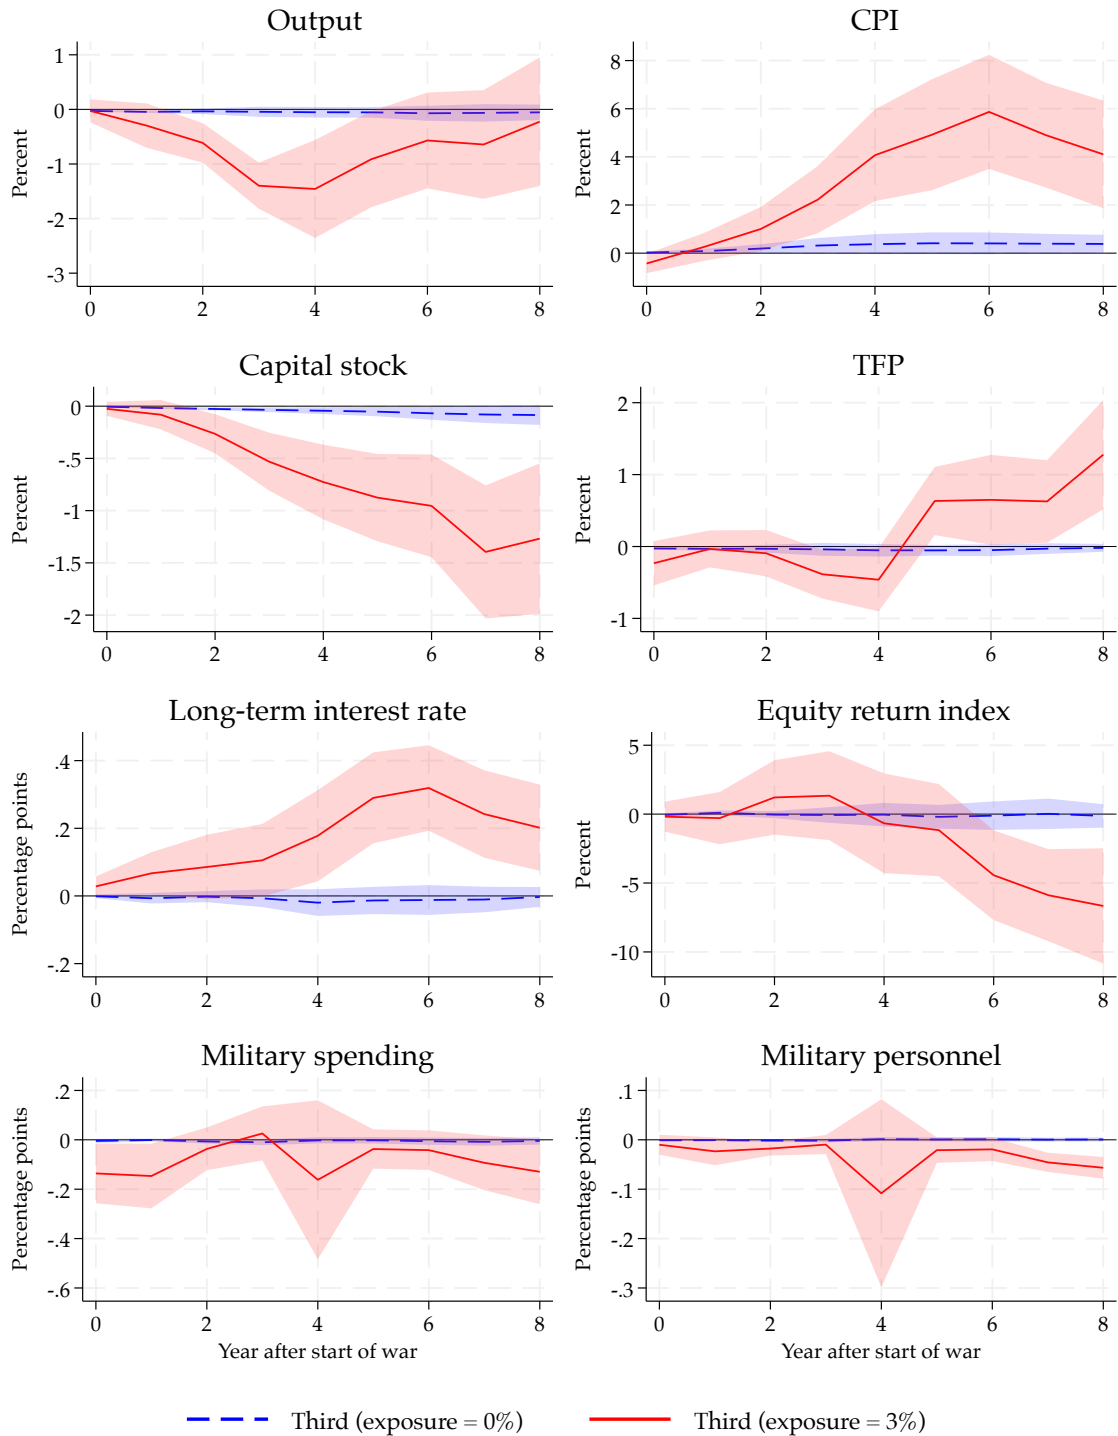 Output
Percent
1
0
-1
-2
-3
0 2 4 6 8
CPI
Percent
8
6
4
2
0
0 2 4 6 8
Capital stock
Percent
0
-.5
-1
-1.5
-2
0 2 4 6 8
TFP
Percent
2
1
0
-1
0 2 4 6 8
Long-term interest rate
Percentage points
.4
.2
0
-.2
0 2 4 6 8
Equity return index
Percent
5
0
-5
-10
0 2 4 6 8
Military spending
Percentage points
.2
0
-.2
-.4
-.6
0 2 4 6 8
Year after start of war
Military personnel
Percentage points
.1
0
-.1
-.2
-.3
0 2 4 6 8
Year after start of war
Third (exposure = 0%) Third (exposure = 3%)